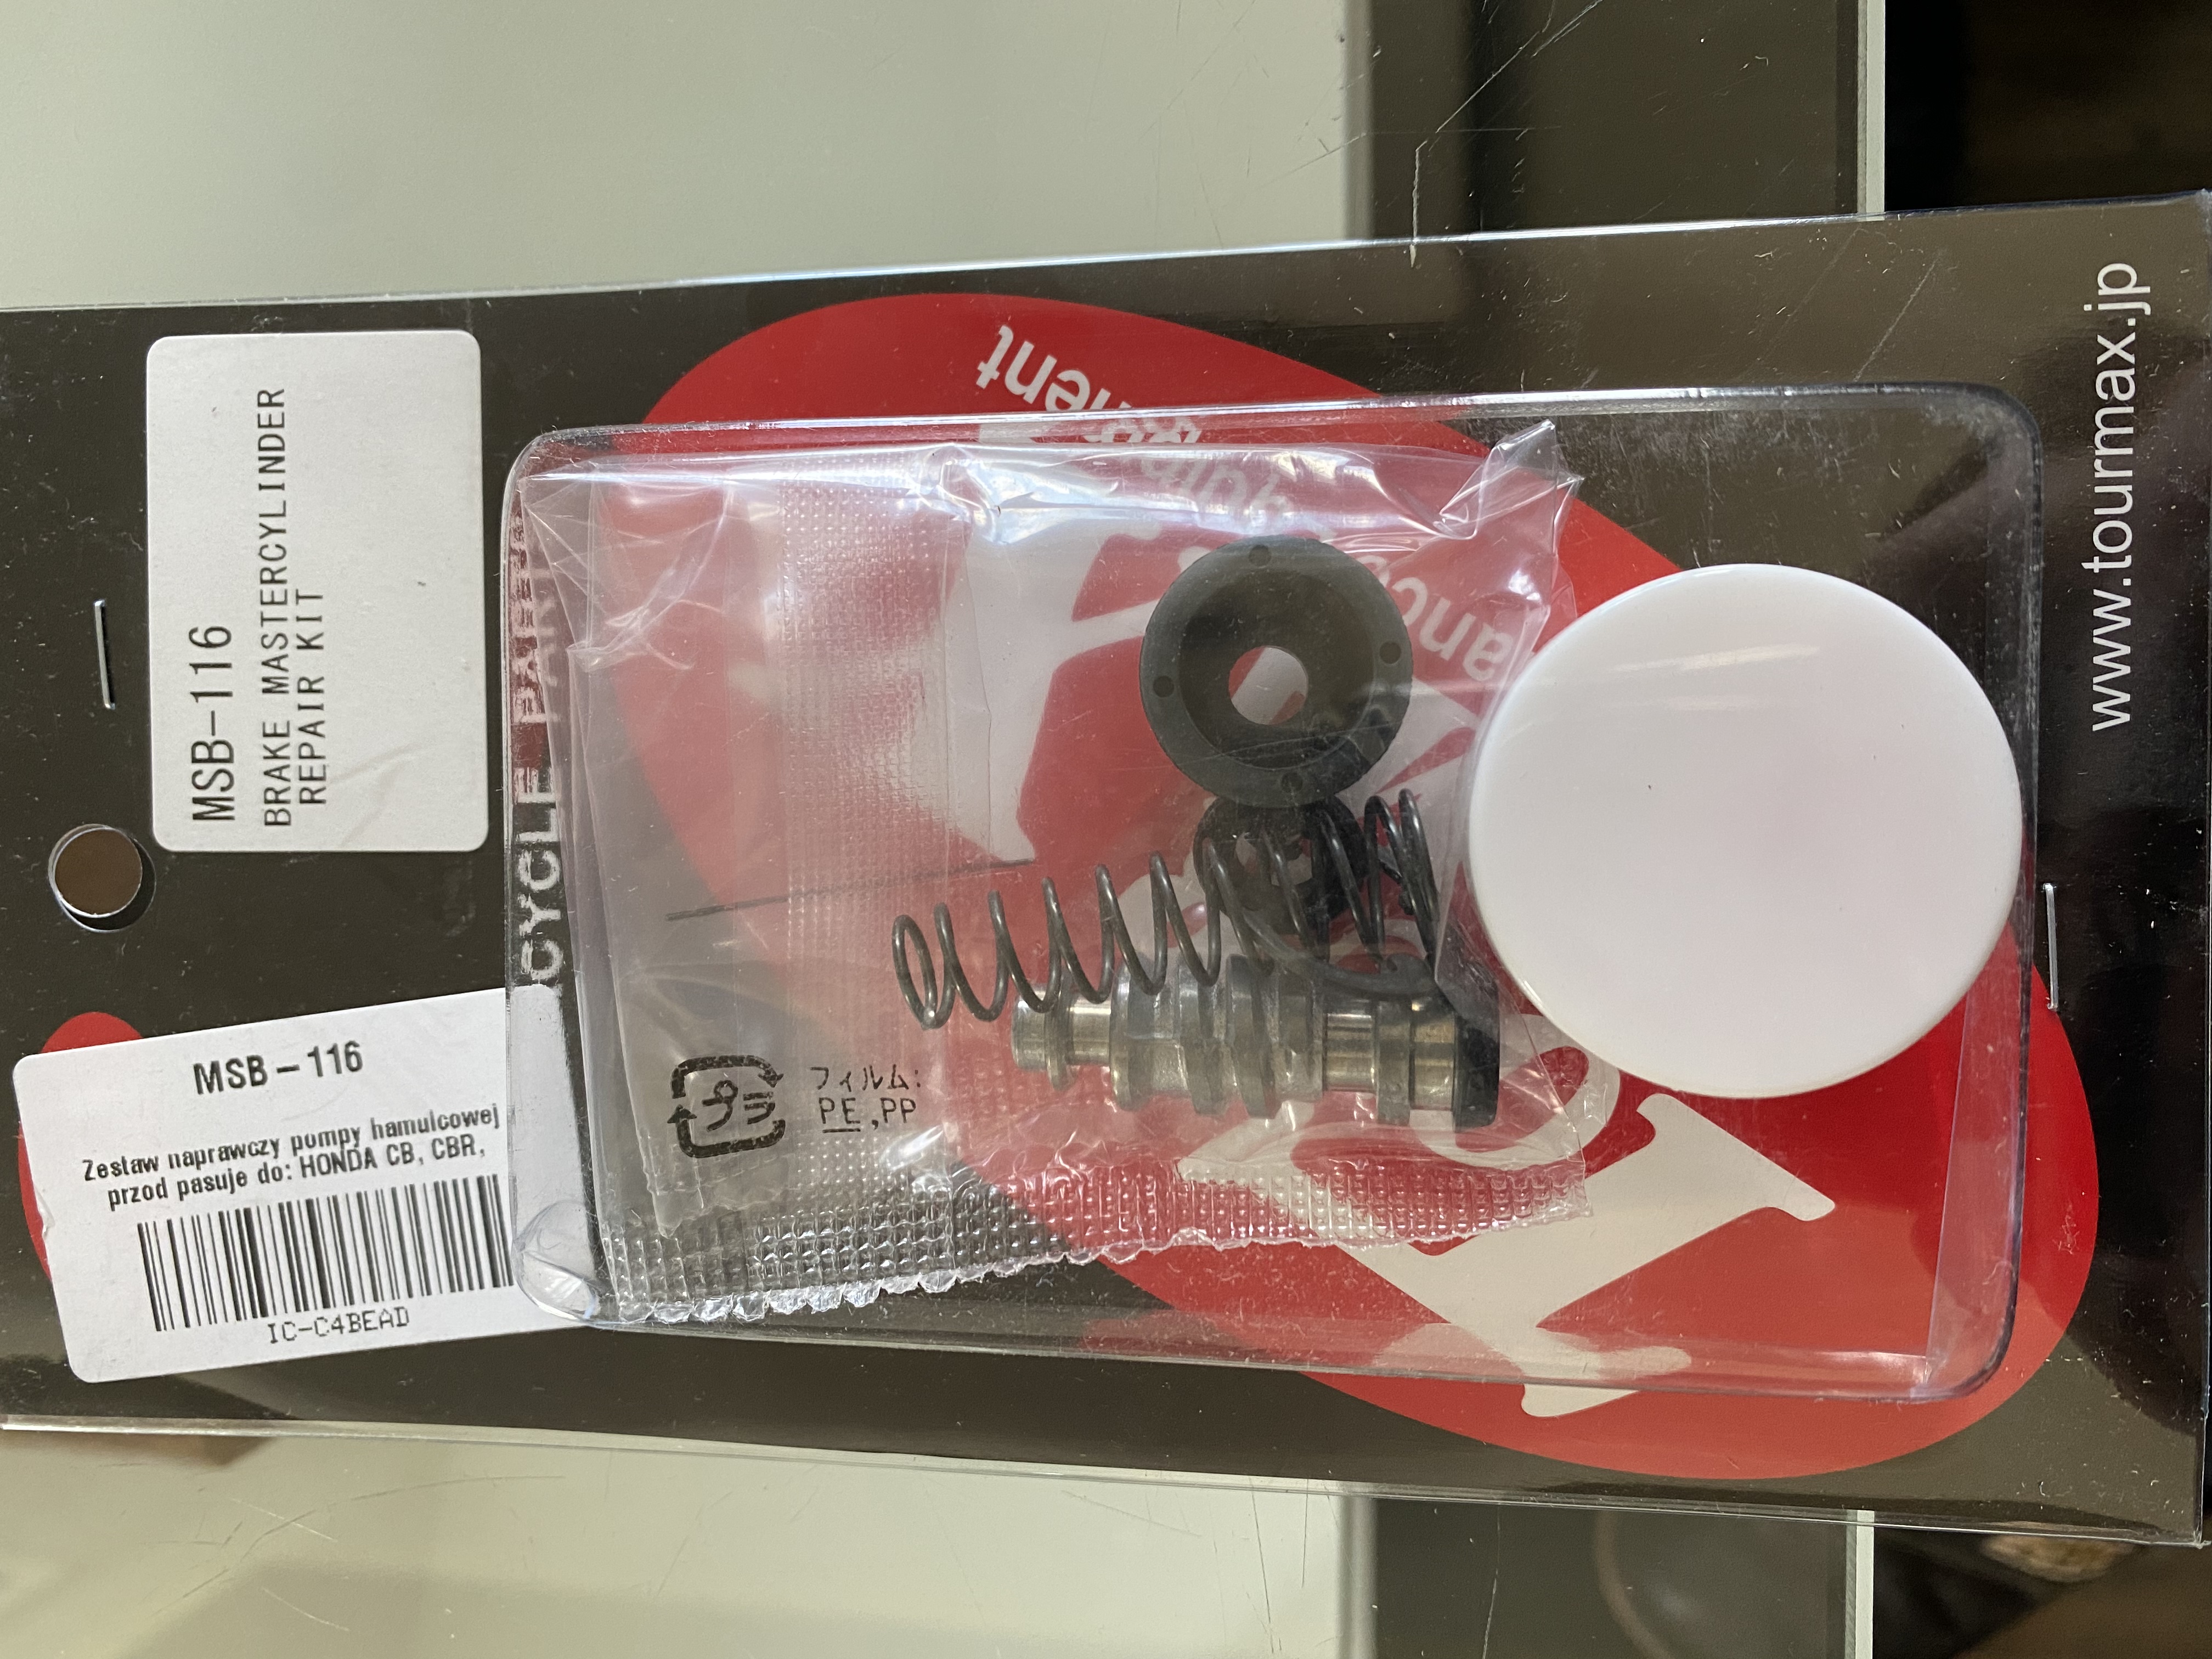 MSB-116
BRAKE MASTERCYLINDER
REPAIR KIT
MSB-116
Zestaw naprawczy pompy hamulcowej
przod pasuje do: HONDA CB, CBR,
IC-C4BEAD
CYCLE PARTS
プラ
フィルム:
PE,PP
www.tourmax.jp